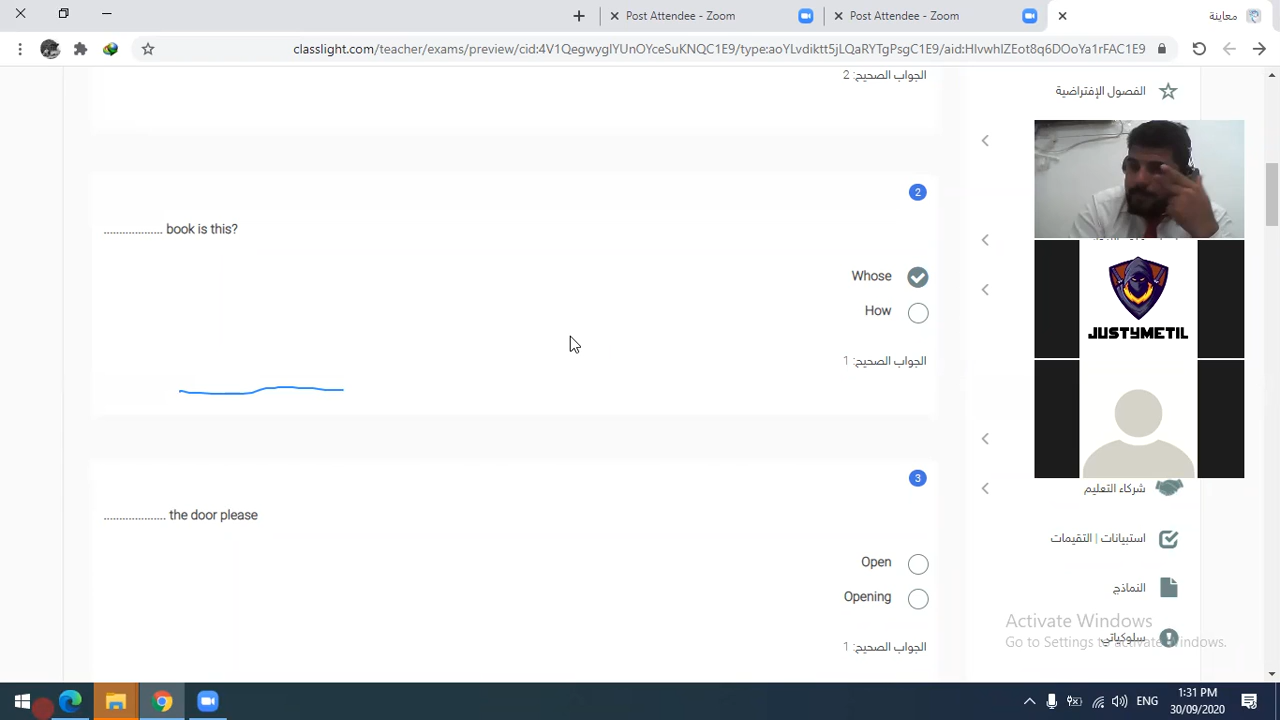 Post Attendee - Zoom
Post Attendee - Zoom
معاينة
classlight.com/teacher/exams/preview/cid:4V1QegwyglYUnOYceSuKNQC1E9/type:aoYLvdiktt5jLQaRYTgPsgC1E9/aid:HlvwhlZEot8q6DOoYa1rFAC1E9
الجواب الصحيح: 2
الفصول الإفتراضية
2
................... book is this?
Whose
How
الجواب الصحيح: 1
JUSTYMETIL
3
.................... the door please
Open
Opening
الجواب الصحيح: 1
شركاء التعليم
استبيانات | التقيمات
النماذج
سلوكياتي
Activate Windows
Go to Settings to activate Windows.
ENG
1:31 PM
30/09/2020